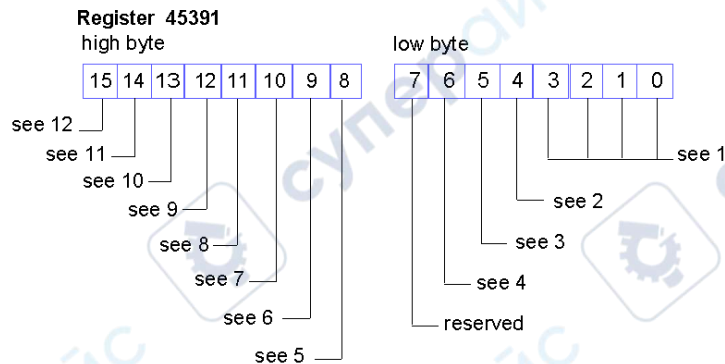 Register 45391
high byte
low byte
15 14 13 12 11 10 9 8
7 6 5 4 3 2 1 0
see 12
see 11
see 10
see 9
see 8
see 7
see 6
see 5
see 1
see 2
see 3
see 4
reserved
суперайс